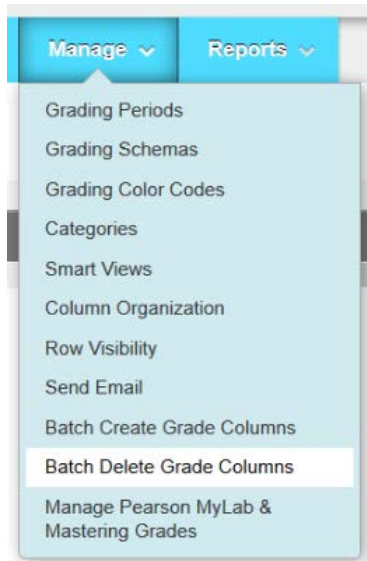 Manage Reports
Grading Periods
Grading Schemas
Grading Color Codes
Categories
Smart Views
Column Organization
Row Visibility
Send Email
Batch Create Grade Columns
Batch Delete Grade Columns
Manage Pearson MyLab &
Mastering Grades